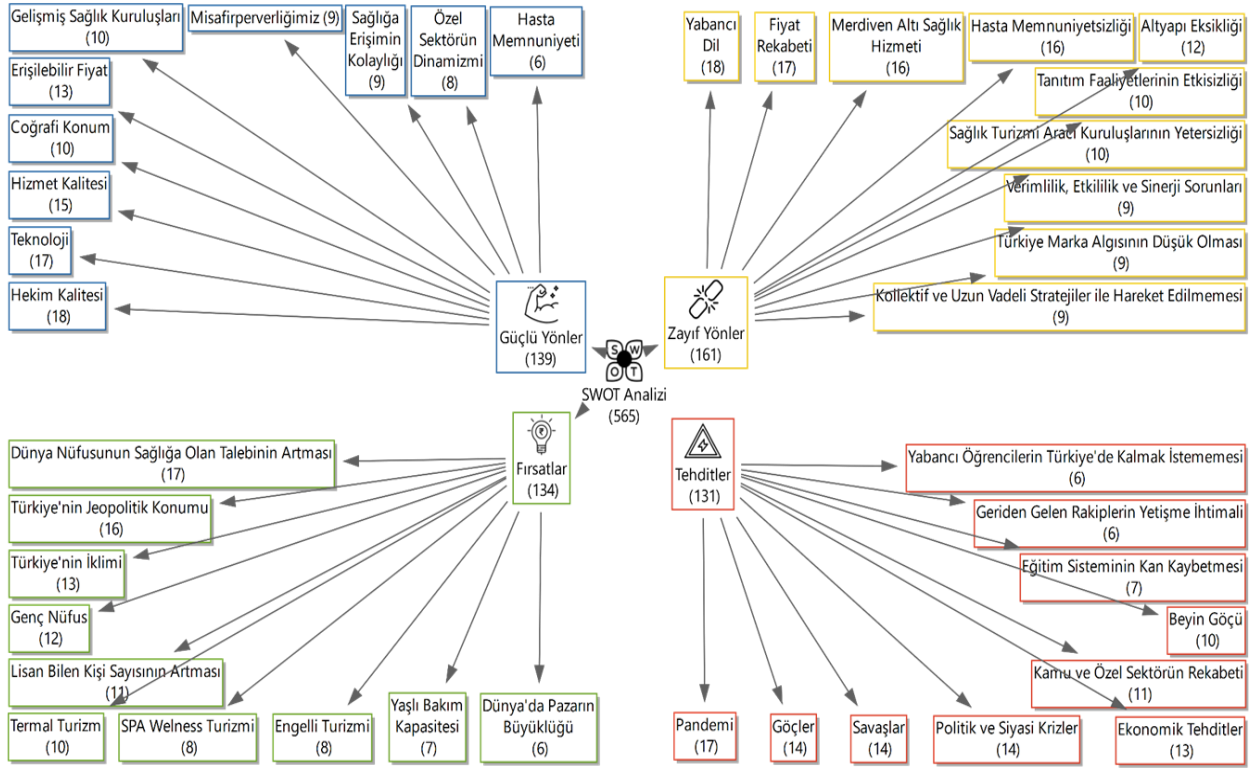 Gelişmiş Sağlık Kuruluşları
(10)
Misafirperverliğimiz (9)
Sağlığa
Erişimin
Kolaylığı
(9)
Özel
Sektörün
Dinamizmi
(8)
Hasta
Memnuniyeti
(6)
Erişilebilir Fiyat
(13)
Coğrafi Konum
(10)
Hizmet Kalitesi
(15)
Teknoloji
(17)
Hekim Kalitesi
(18)
Güçlü Yönler
(139)
Yabancı
Dil
(18)
Fiyat
Rekabeti
(17)
Merdiven Altı Sağlık
Hizmeti
(16)
Hasta Memnuniyetsizliği
(16)
Altyapı Eksikliği
(12)
Tanıtım Faaliyetlerinin Etkisizliği
(10)
Sağlık Turizmi Aracı Kuruluşlarının Yetersizliği
(10)
Verimlilik, Etkililik ve Sinerji Sorunları
(9)
Türkiye Marka Algısının Düşük Olması
(9)
Kollektif ve Uzun Vadeli Stratejiler ile Hareket Edilmemesi
(9)
Zayıf Yönler
(161)
S W
O T
SWOT Analizi
(565)
Fırsatlar
(134)
Dünya Nüfusunun Sağlığa Olan Talebinin Artması
(17)
Türkiye'nin Jeopolitik Konumu
(16)
Türkiye'nin İklimi
(13)
Genç Nüfus
(12)
Lisan Bilen Kişi Sayısının Artması
(11)
Termal Turizm
(10)
SPA Welness Turizmi
(8)
Engelli Turizmi
(8)
Yaşlı Bakım
Kapasitesi
(7)
Dünya'da Pazarın
Büyüklüğü
(6)
Tehditler
(131)
Yabancı Öğrencilerin Türkiye'de Kalmak İstememesi
(6)
Geriden Gelen Rakiplerin Yetişme İhtimali
(6)
Eğitim Sisteminin Kan Kaybetmesi
(7)
Beyin Göçü
(10)
Kamu ve Özel Sektörün Rekabeti
(11)
Pandemi
(17)
Göçler
(14)
Savaşlar
(14)
Politik ve Siyasi Krizler
(14)
Ekonomik Tehditler
(13)